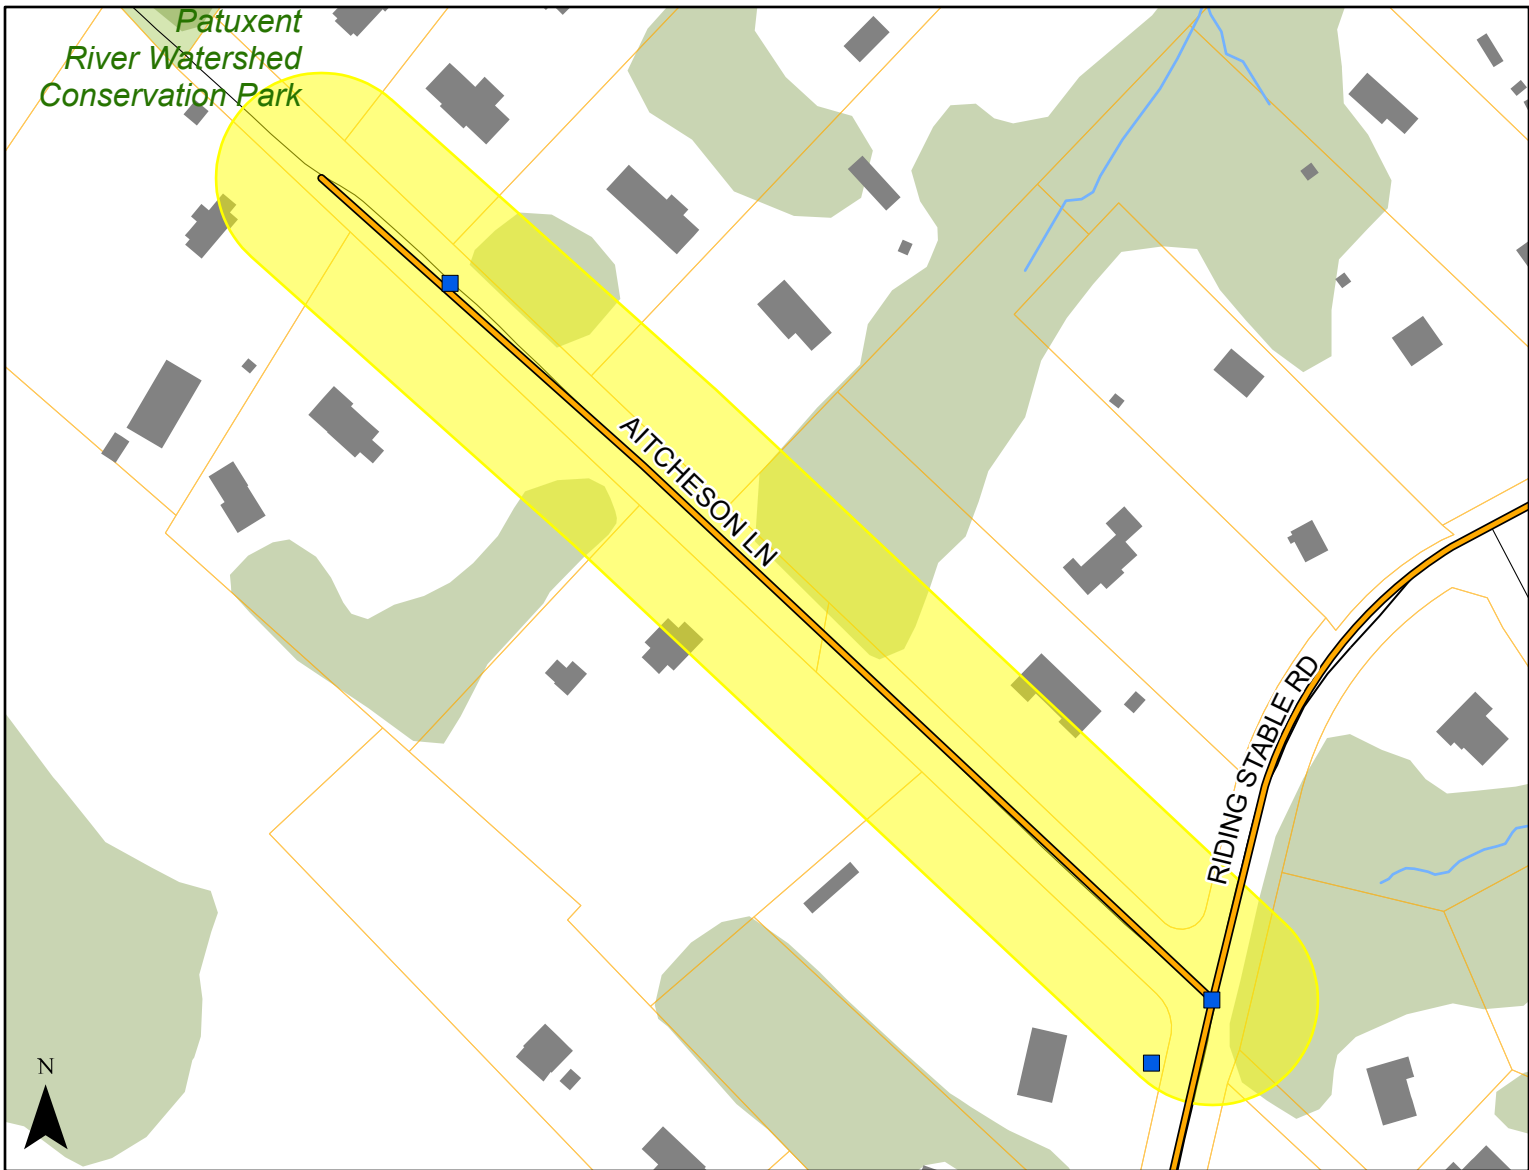 Patuxent
River Watershed
Conservation Park
AITCHESON LN
RIDING STABLE RD
N